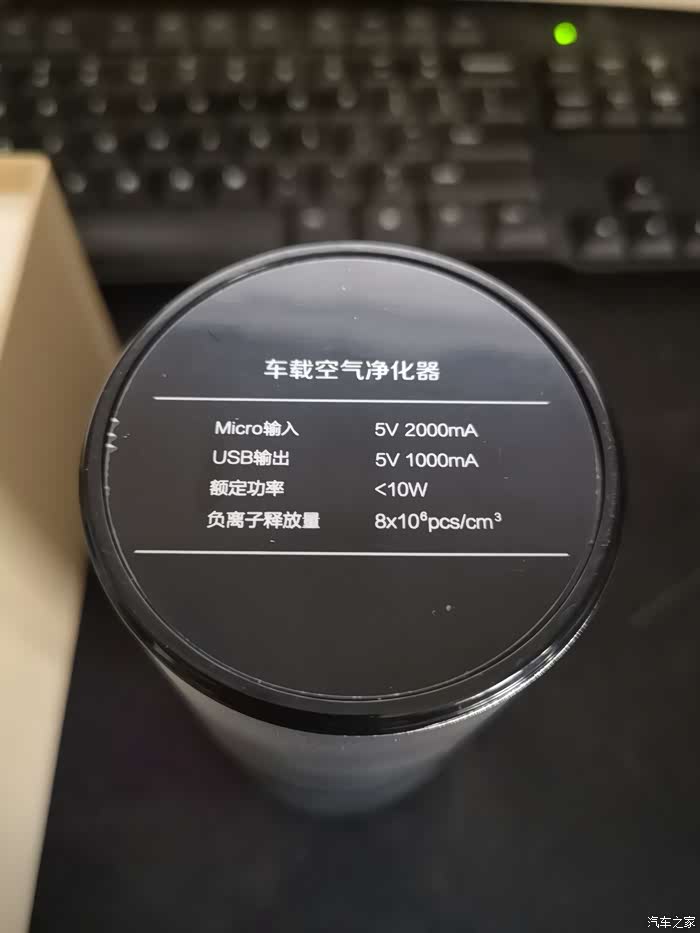 车载空气净化器
Micro输入 5V 2000mA
USB输出 5V 1000mA
额定功率 <10W
负离子释放量 8x10⁶pcs/cm³
汽车之家